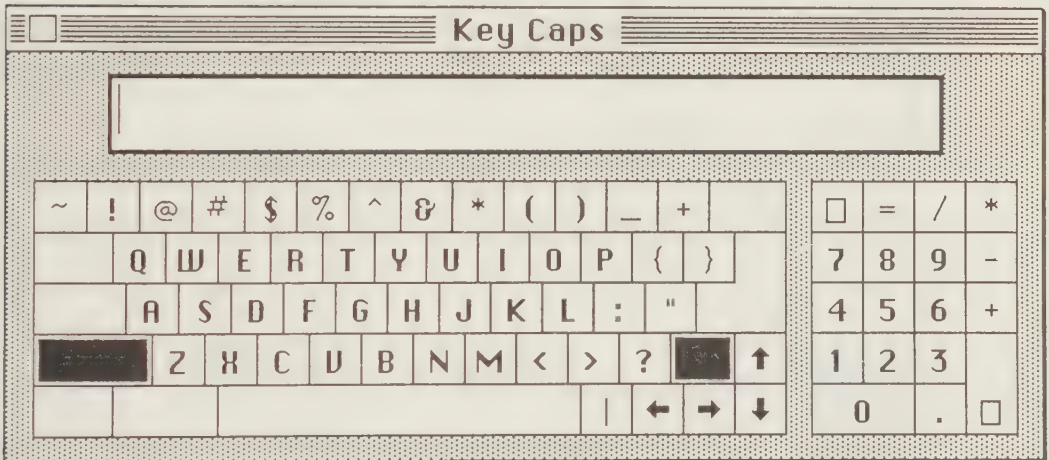 Key Caps
~ ! @ # $ % ^ & * ( ) _ + = / *
Q W E R T Y U I O P { } 7 8 9 -
A S D F G H J K L : " 4 5 6 +
Z X C V B N M < > ? ↑ 1 2 3
| ← → ↓ 0 .